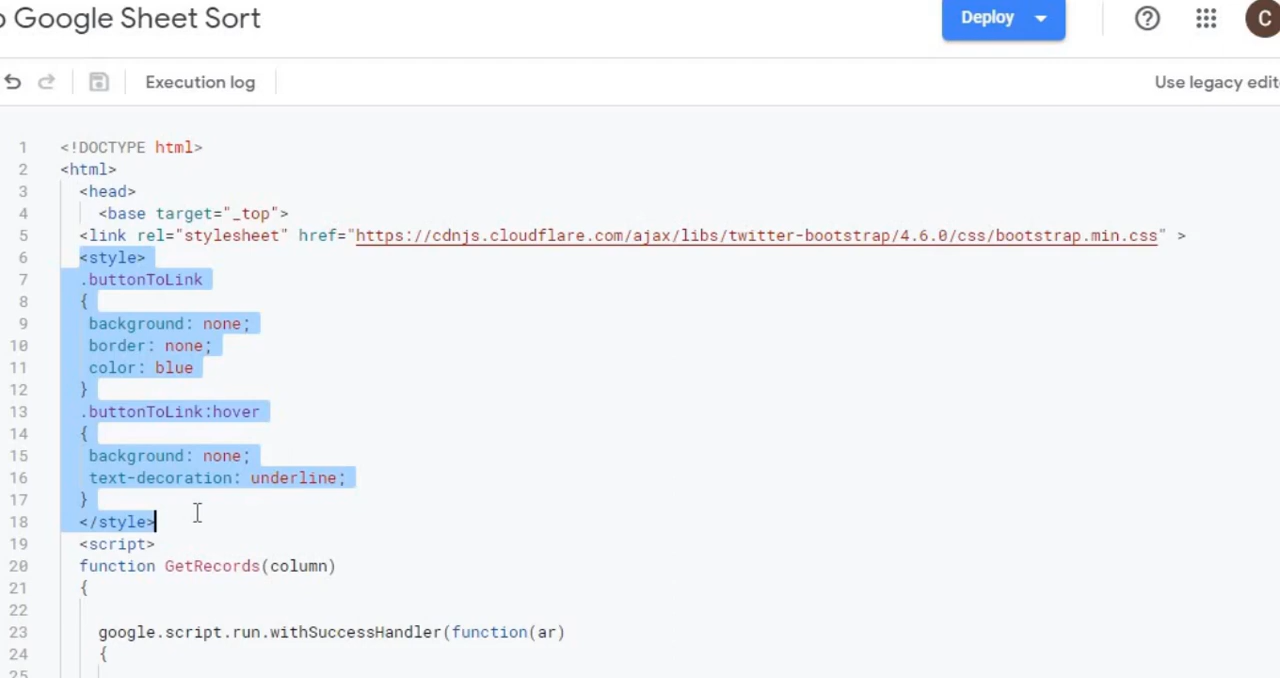 o Google Sheet Sort
Deploy
C
Execution log
Use legacy edit
1 <!DOCTYPE html>
2 <html>
3 <head>
4 <base target="_top">
5 <link rel="stylesheet" href="https://cdnjs.cloudflare.com/ajax/libs/twitter-bootstrap/4.6.0/css/bootstrap.min.css" >
6 <style>
7 .buttonToLink
8 {
9 background: none;
10 border: none;
11 color: blue
12 }
13 .buttonToLink:hover
14 {
15 background: none;
16 text-decoration: underline;
17 }
18 </style>
19 <script>
20 function GetRecords(column)
21 {
22
23 google.script.run.withSuccessHandler(function(ar)
24 {
25